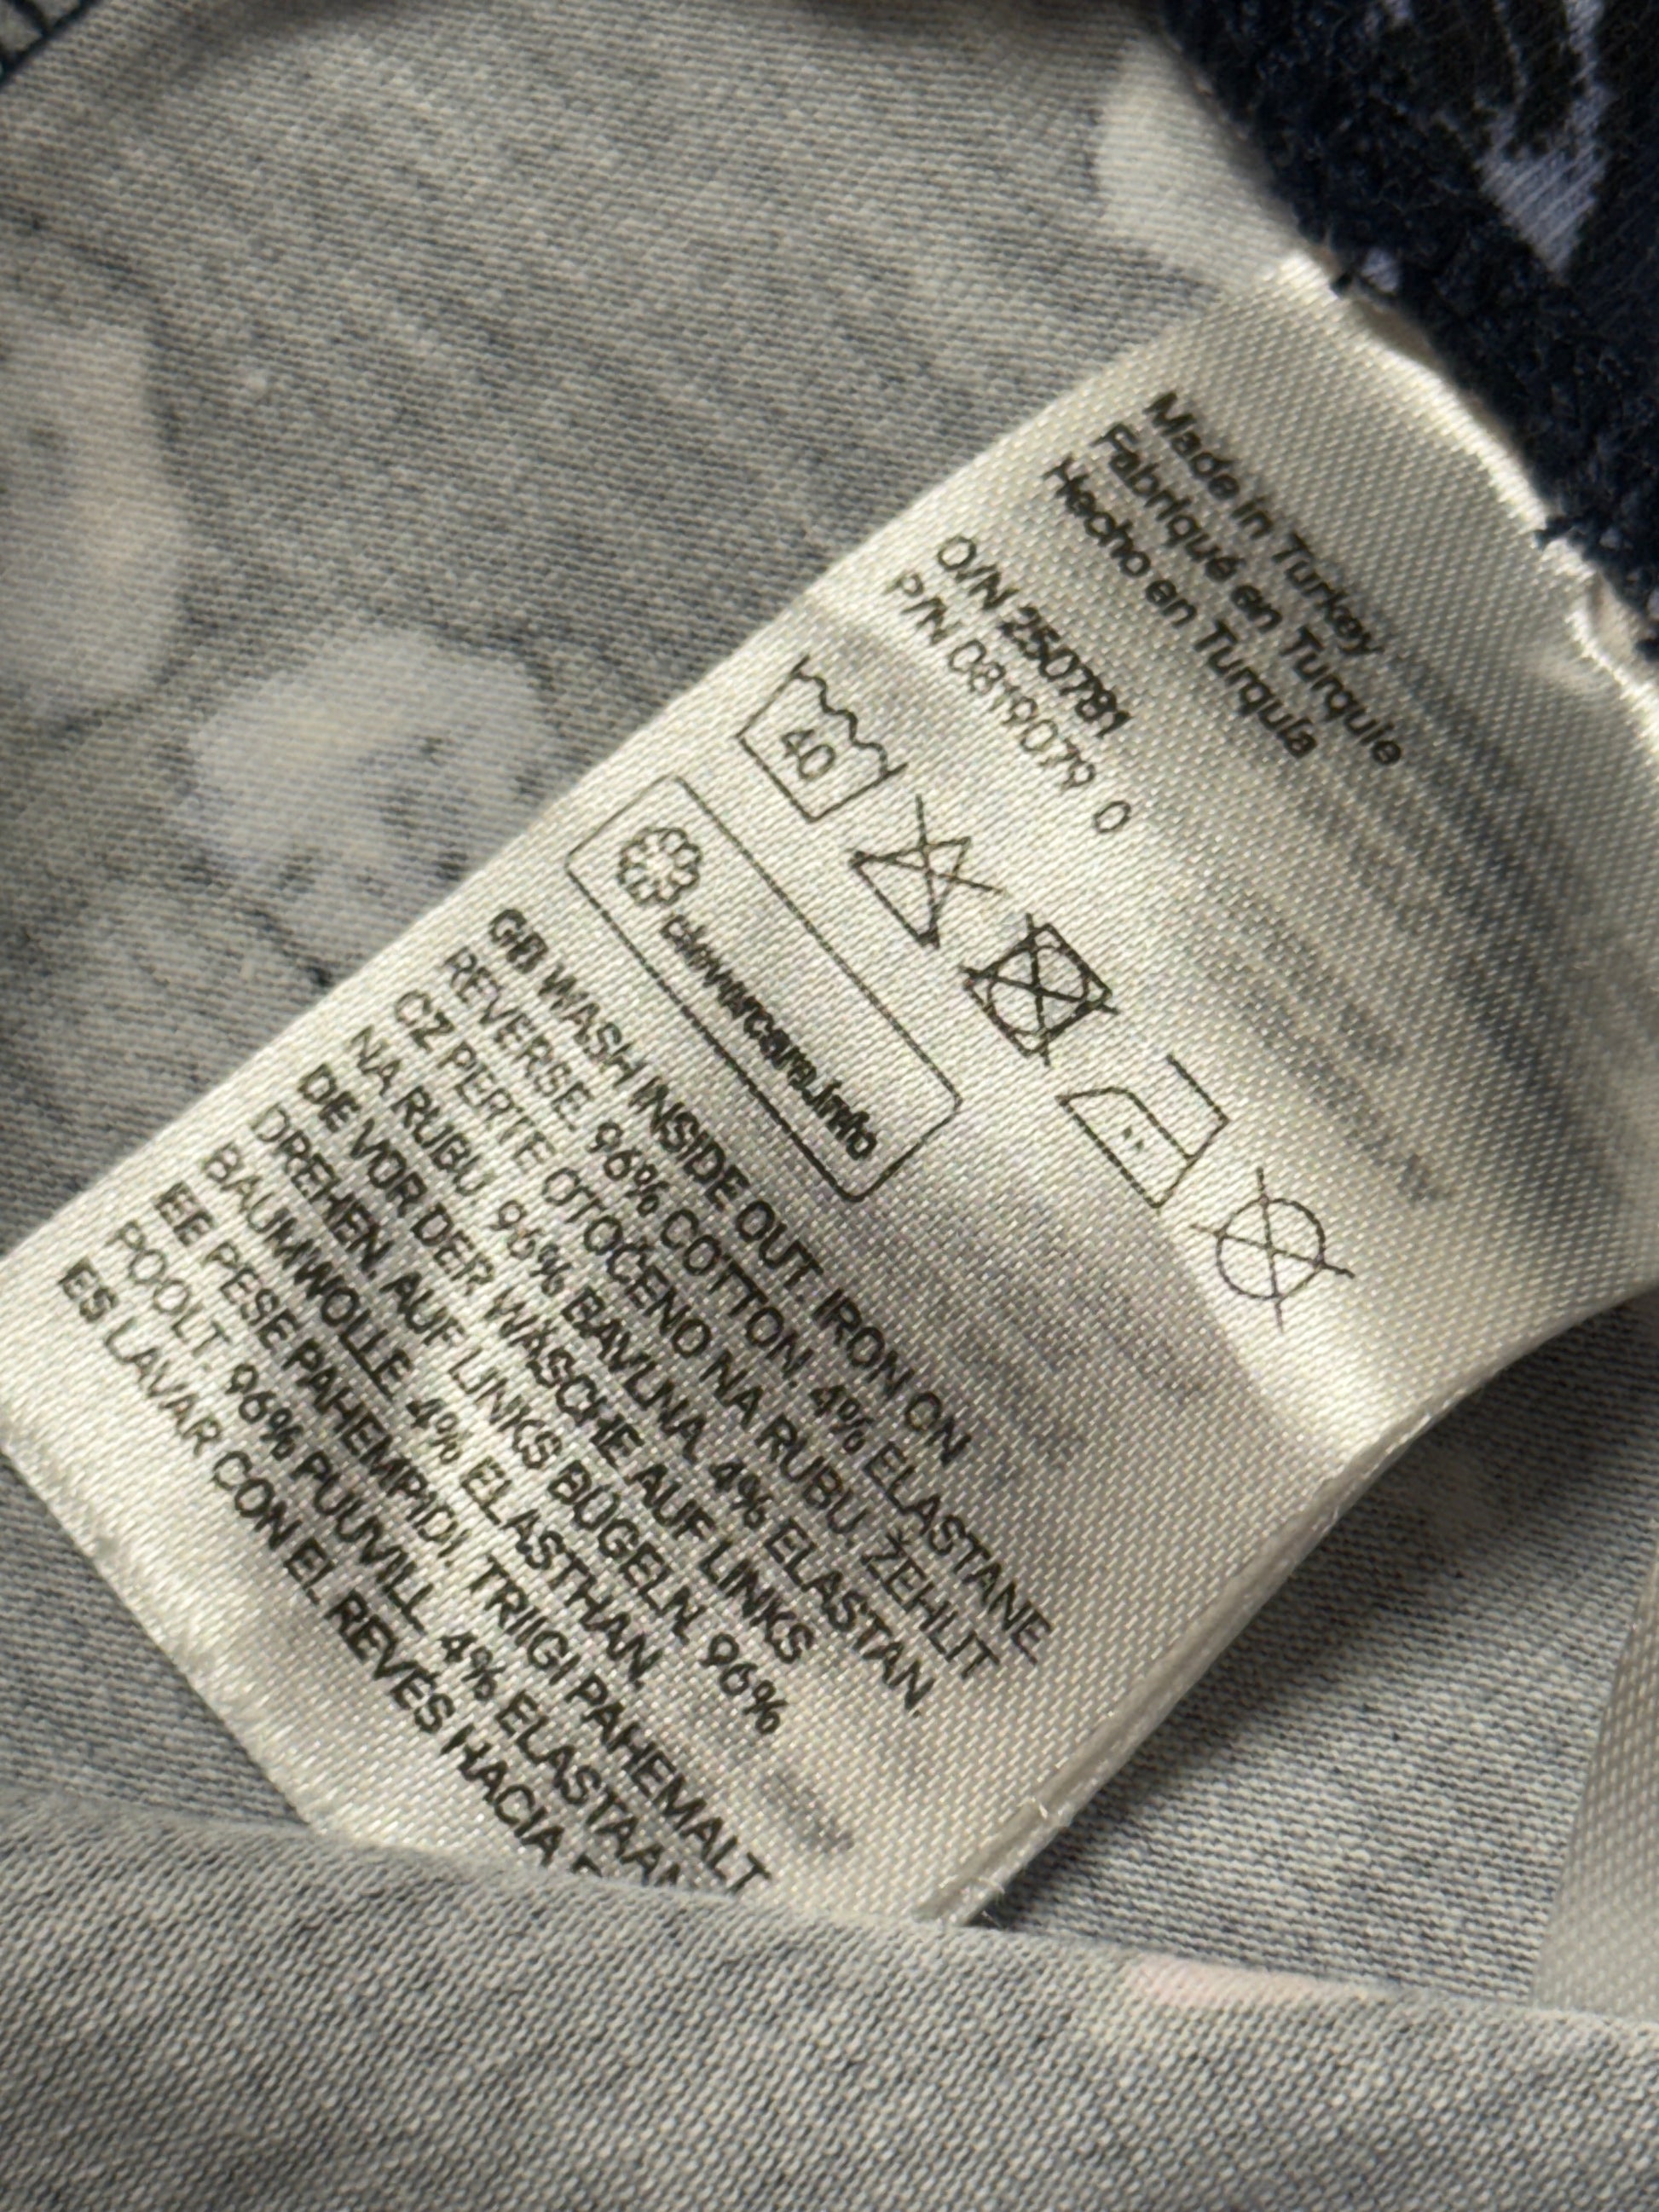 Made in Turkey
Fabriqué en Turquie
Hecho en Turquía
O/N 250781
P/N 0819079 0
40
clevercare.info
GB WASH INSIDE OUT. IRON ON
REVERSE. 96% COTTON. 4% ELASTANE
CZ PERTE OTOČENO NA RUBU. ŽEHLIT
NA RUBU. 96% BAVLNA. 4% ELASTAN.
DE VOR DER WÄSCHE AUF LINKS
DREHEN. AUF LINKS BÜGELN. 96%
BAUMWOLLE. 4% ELASTHAN.
EE PESE PAHEMPIDI. TRIIGI PAHEMALT
POOLT. 96% PUUVILL. 4% ELASTAAN
ES LAVAR CON EL REVÉS HACIA